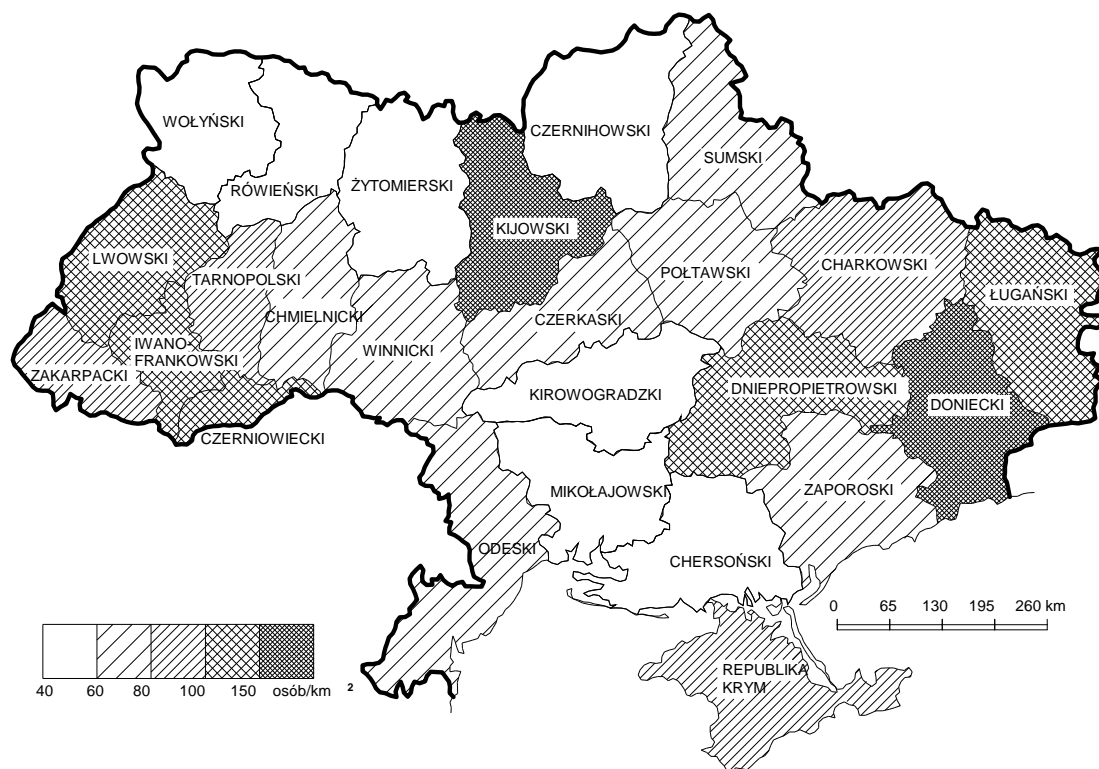 WOŁYŃSKI
RÓWIEŃSKI
ŻYTOMIERSKI
CZERNIHOWSKI
SUMSKI
KIJOWSKI
LWOWSKI
TARNOPOLSKI
CHMIELNICKI
IWANO-
FRANKOWSKI
ZAKARPACKI
CZERNIOWIECKI
WINNICKI
CZERKASKI
POŁTAWSKI
CHARKOWSKI
ŁUGAŃSKI
KIROWOGRADZKI
DNIEPROPIETROWSKI
DONIECKI
MIKOŁAJOWSKI
ZAPOROSKI
ODESKI
CHERSOŃSKI
REPUBLIKA
KRYM
0 65 130 195 260 km
40 60 80 100 150 osób/km 2